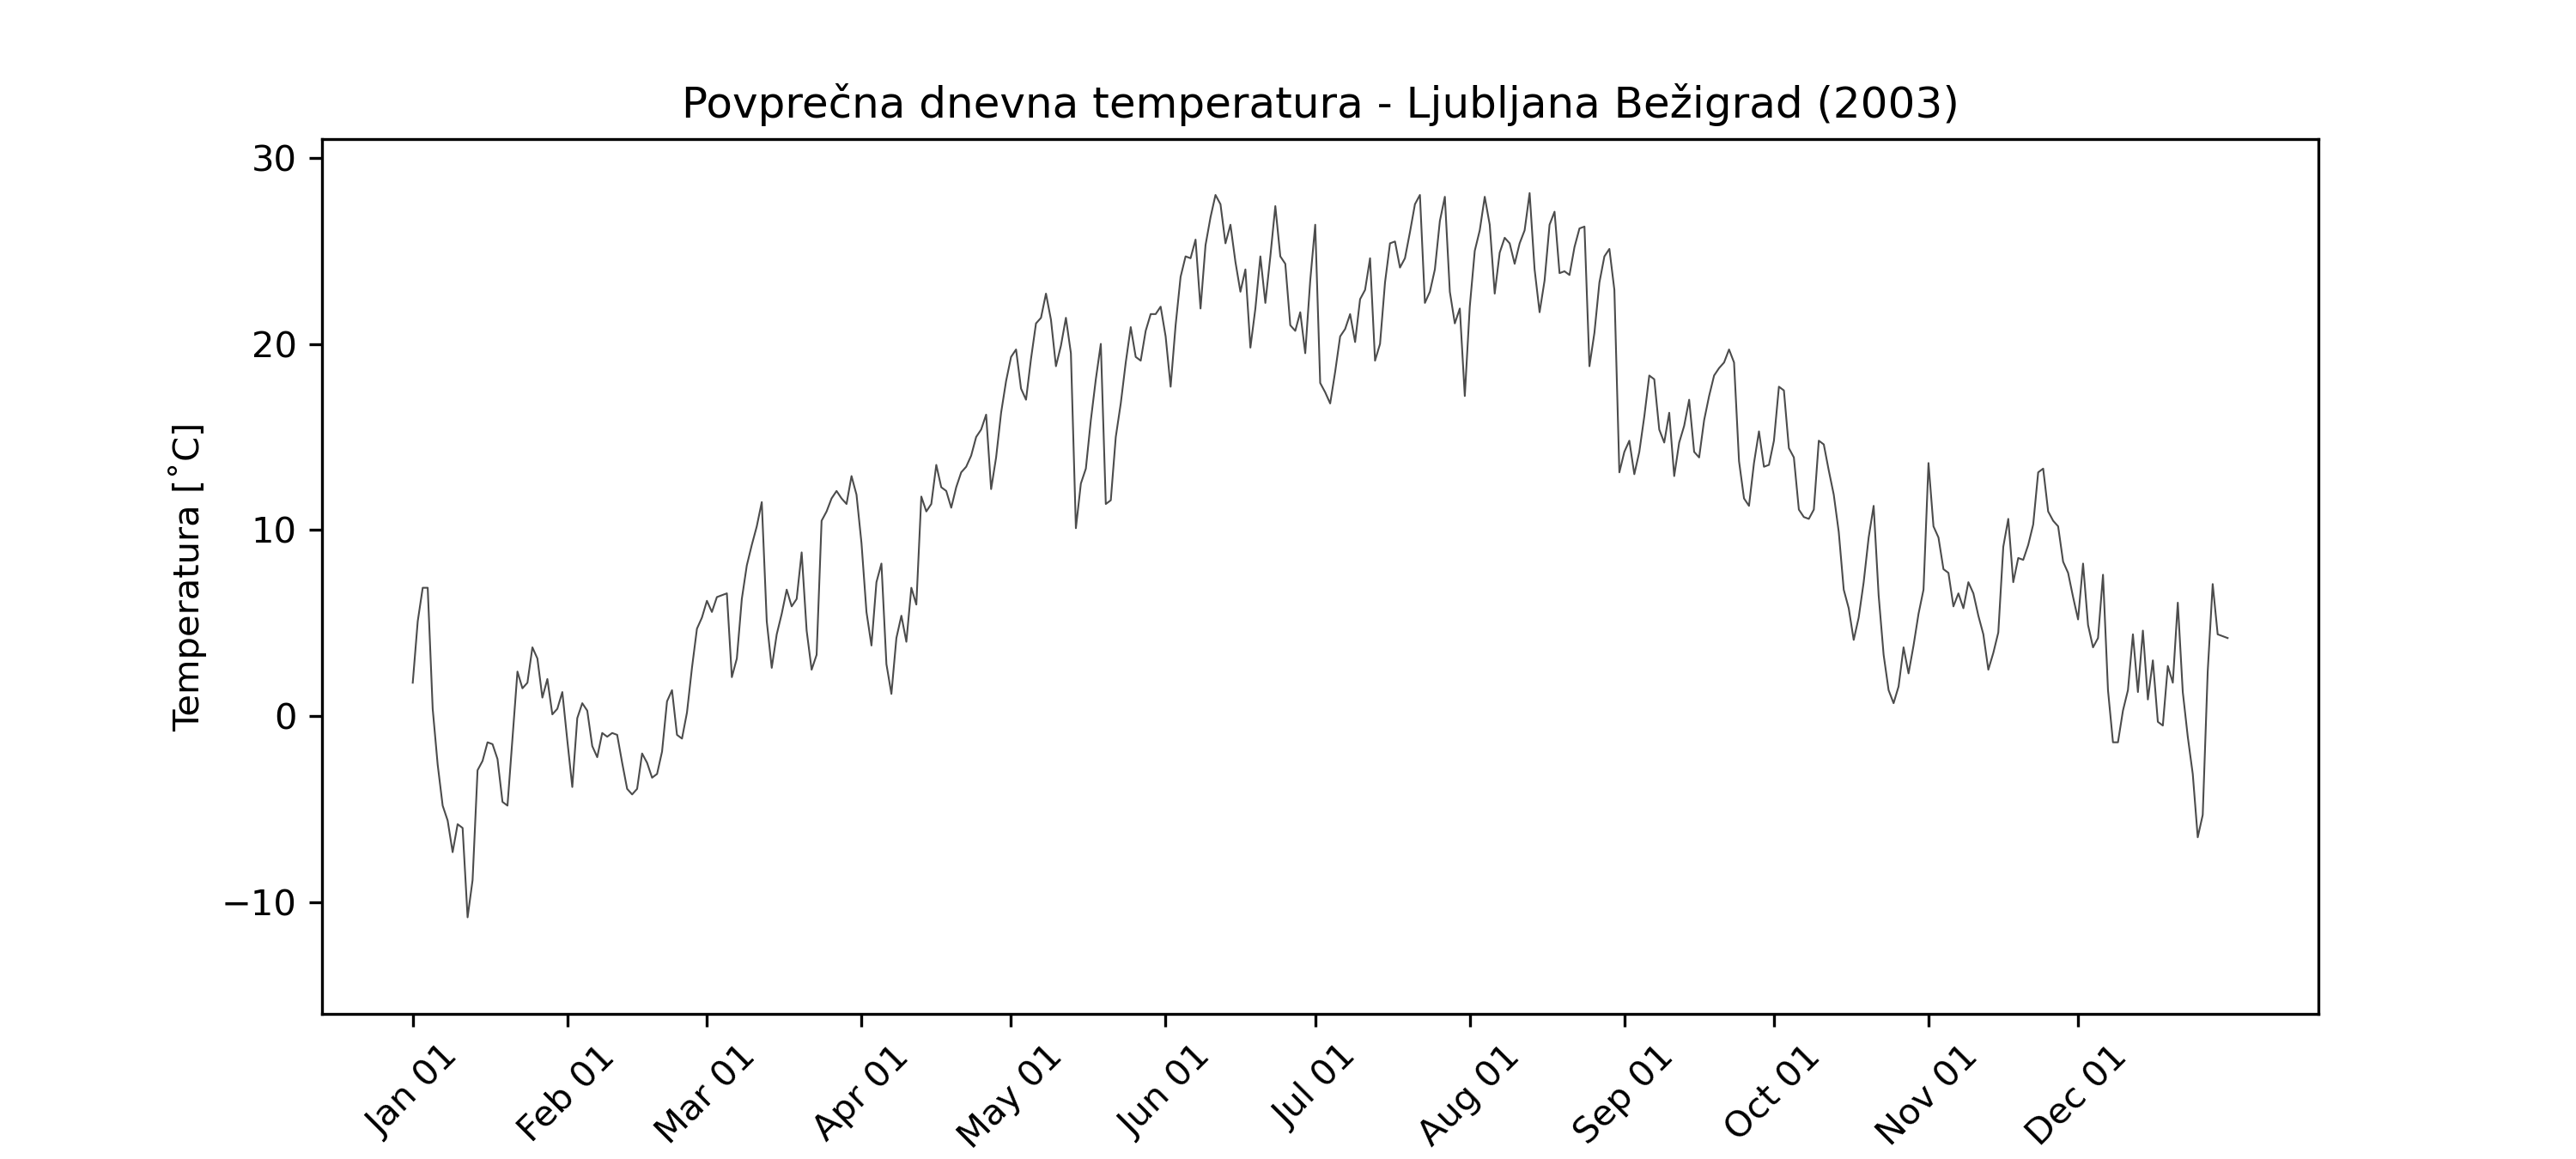 Povprečna dnevna temperatura - Ljubljana Bežigrad (2003)
Temperatura [˚C]
30
20
10
0
−10
Jan 01
Feb 01
Mar 01
Apr 01
May 01
Jun 01
Jul 01
Aug 01
Sep 01
Oct 01
Nov 01
Dec 01